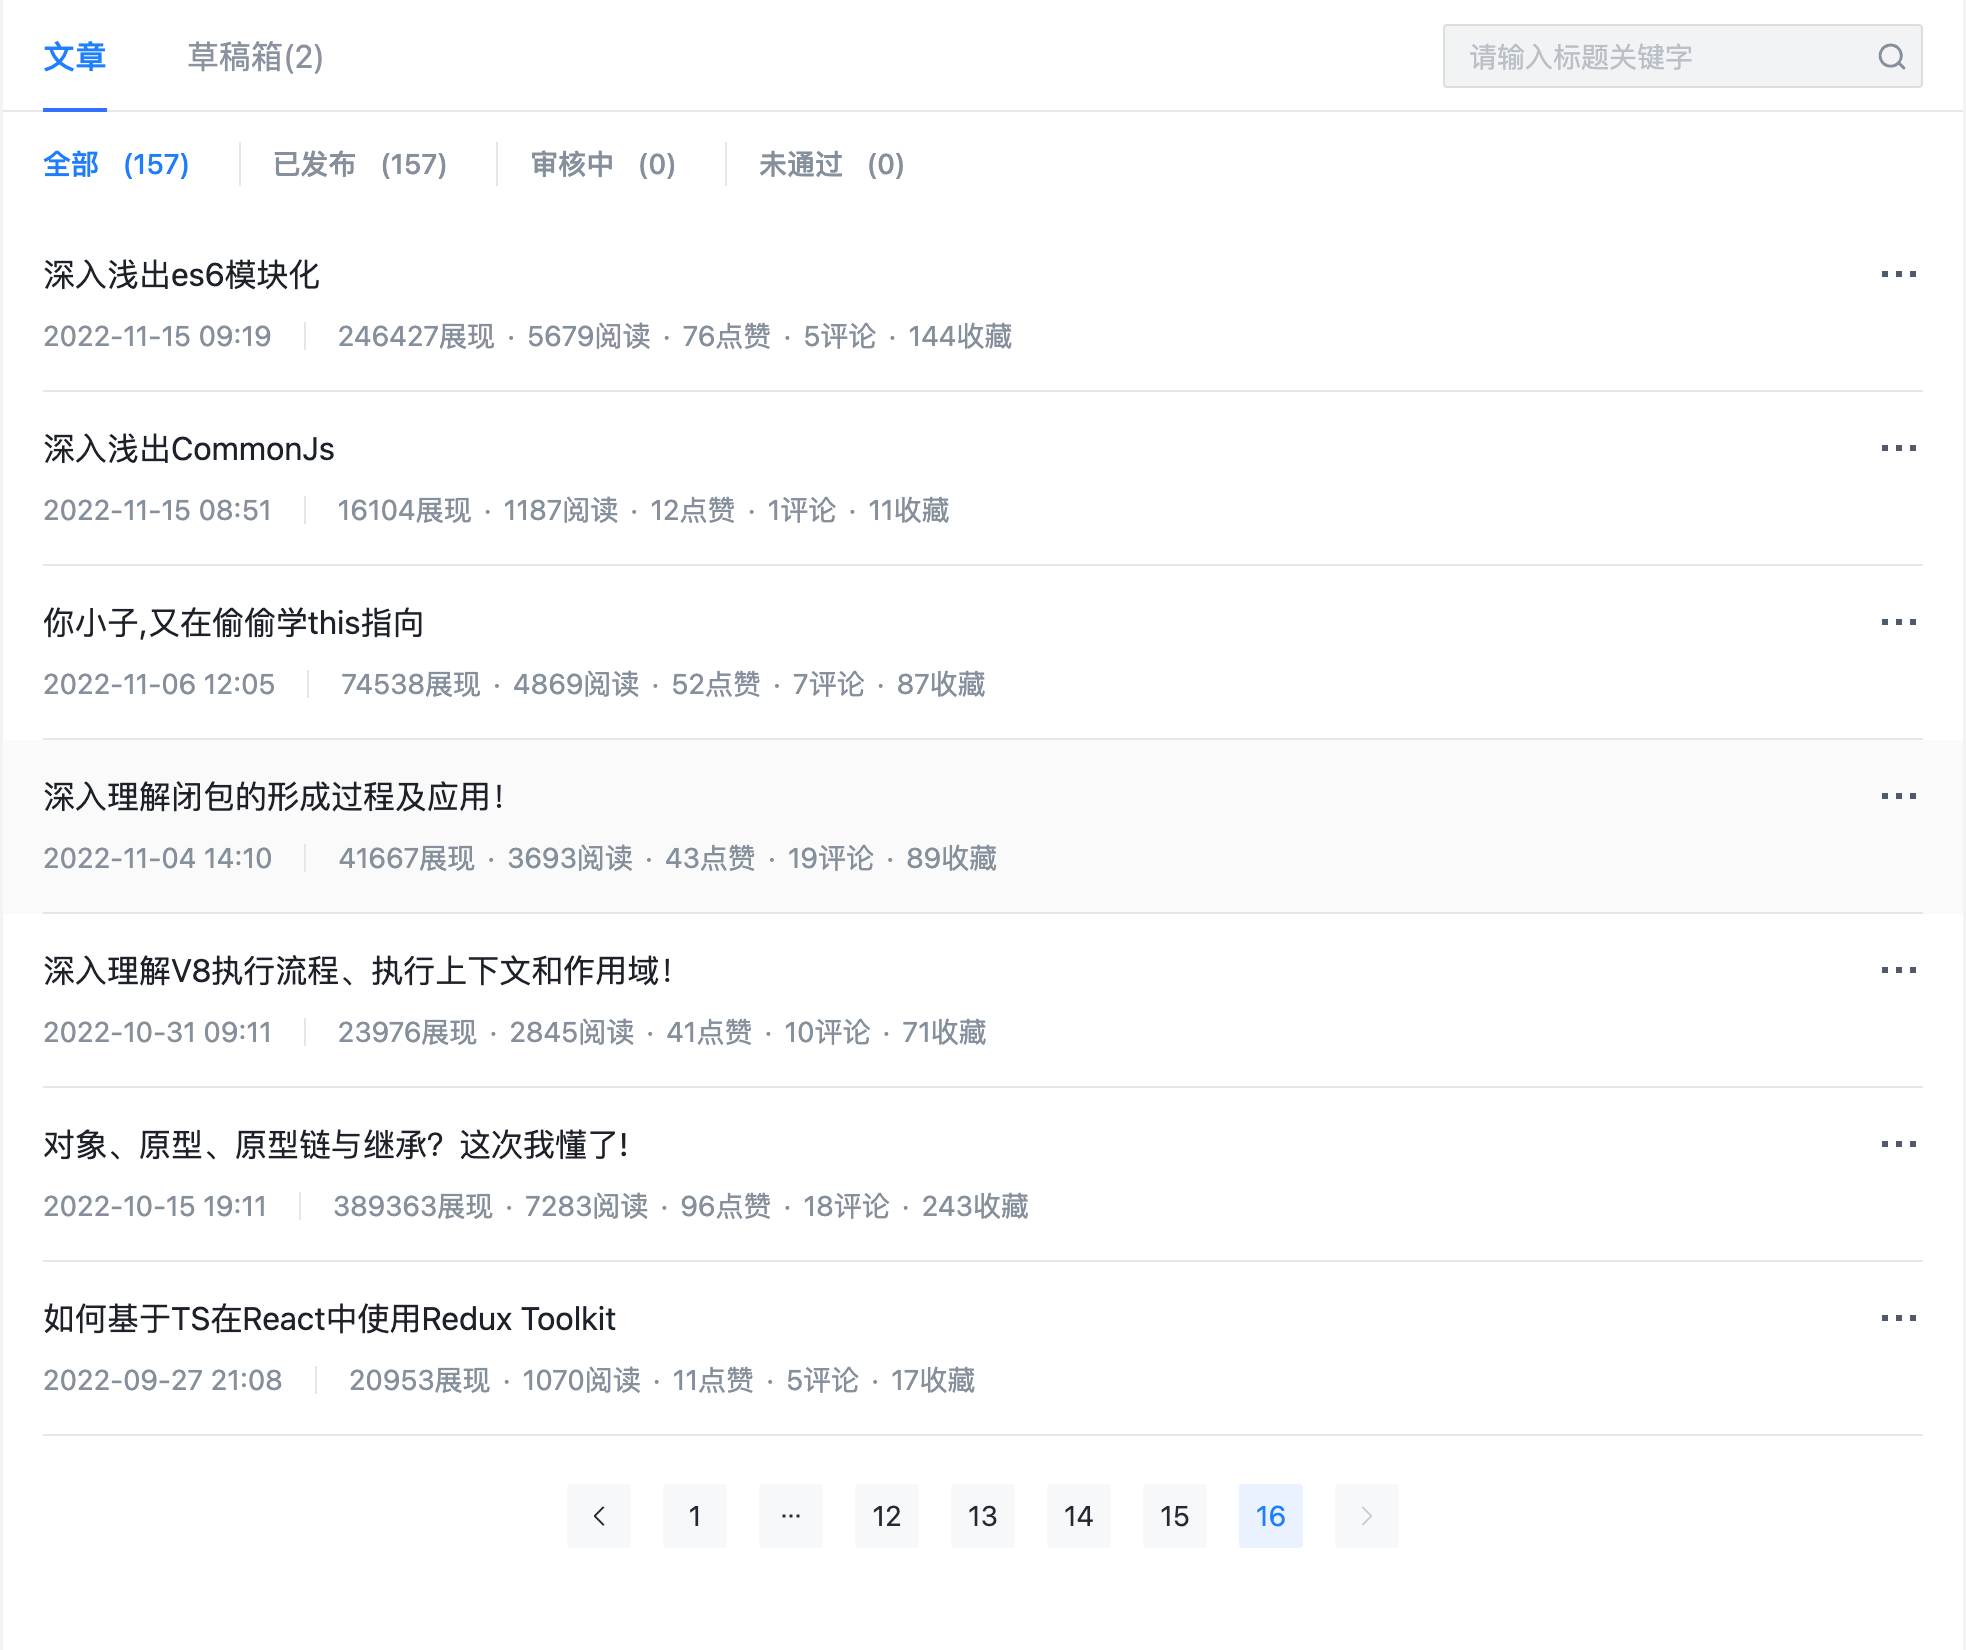 文章 草稿箱(2) 请输入标题关键字
全部 (157) 已发布 (157) 审核中 (0) 未通过 (0)
深入浅出es6模块化
2022-11-15 09:19 246427展现 · 5679阅读 · 76点赞 · 5评论 · 144收藏
深入浅出CommonJs
2022-11-15 08:51 16104展现 · 1187阅读 · 12点赞 · 1评论 · 11收藏
你小子,又在偷偷学this指向
2022-11-06 12:05 74538展现 · 4869阅读 · 52点赞 · 7评论 · 87收藏
深入理解闭包的形成过程及应用！
2022-11-04 14:10 41667展现 · 3693阅读 · 43点赞 · 19评论 · 89收藏
深入理解V8执行流程、执行上下文和作用域！
2022-10-31 09:11 23976展现 · 2845阅读 · 41点赞 · 10评论 · 71收藏
对象、原型、原型链与继承？这次我懂了！
2022-10-15 19:11 389363展现 · 7283阅读 · 96点赞 · 18评论 · 243收藏
如何基于TS在React中使用Redux Toolkit
2022-09-27 21:08 20953展现 · 1070阅读 · 11点赞 · 5评论 · 17收藏
1 ··· 12 13 14 15 16